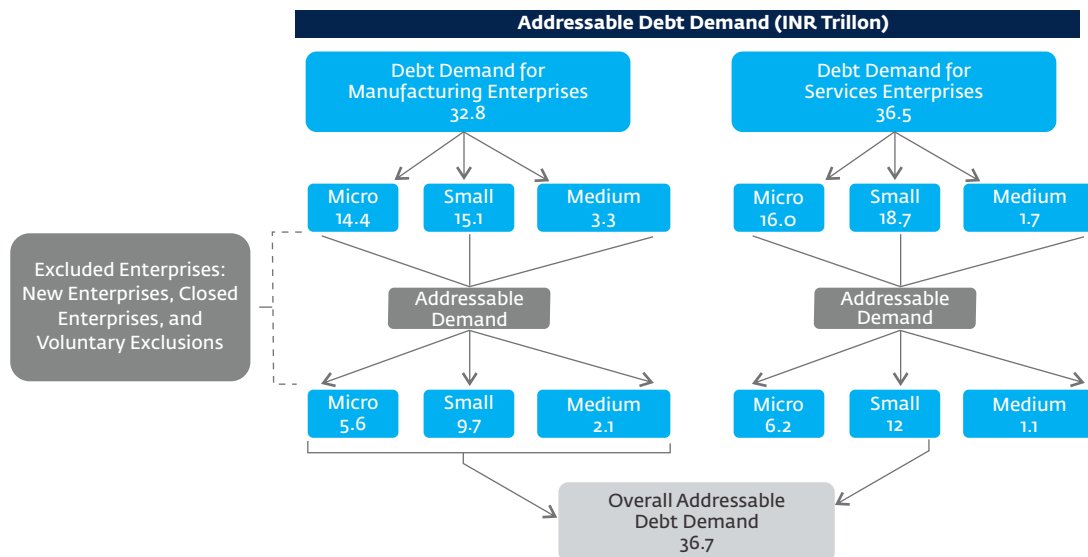 Addressable Debt Demand (INR Trillon)
Debt Demand for
Manufacturing Enterprises
32.8
Debt Demand for
Services Enterprises
36.5
Micro
14.4
Small
15.1
Medium
3.3
Micro
16.0
Small
18.7
Medium
1.7
Excluded Enterprises:
New Enterprises, Closed
Enterprises, and
Voluntary Exclusions
Addressable
Demand
Addressable
Demand
Micro
5.6
Small
9.7
Medium
2.1
Micro
6.2
Small
12
Medium
1.1
Overall Addressable
Debt Demand
36.7